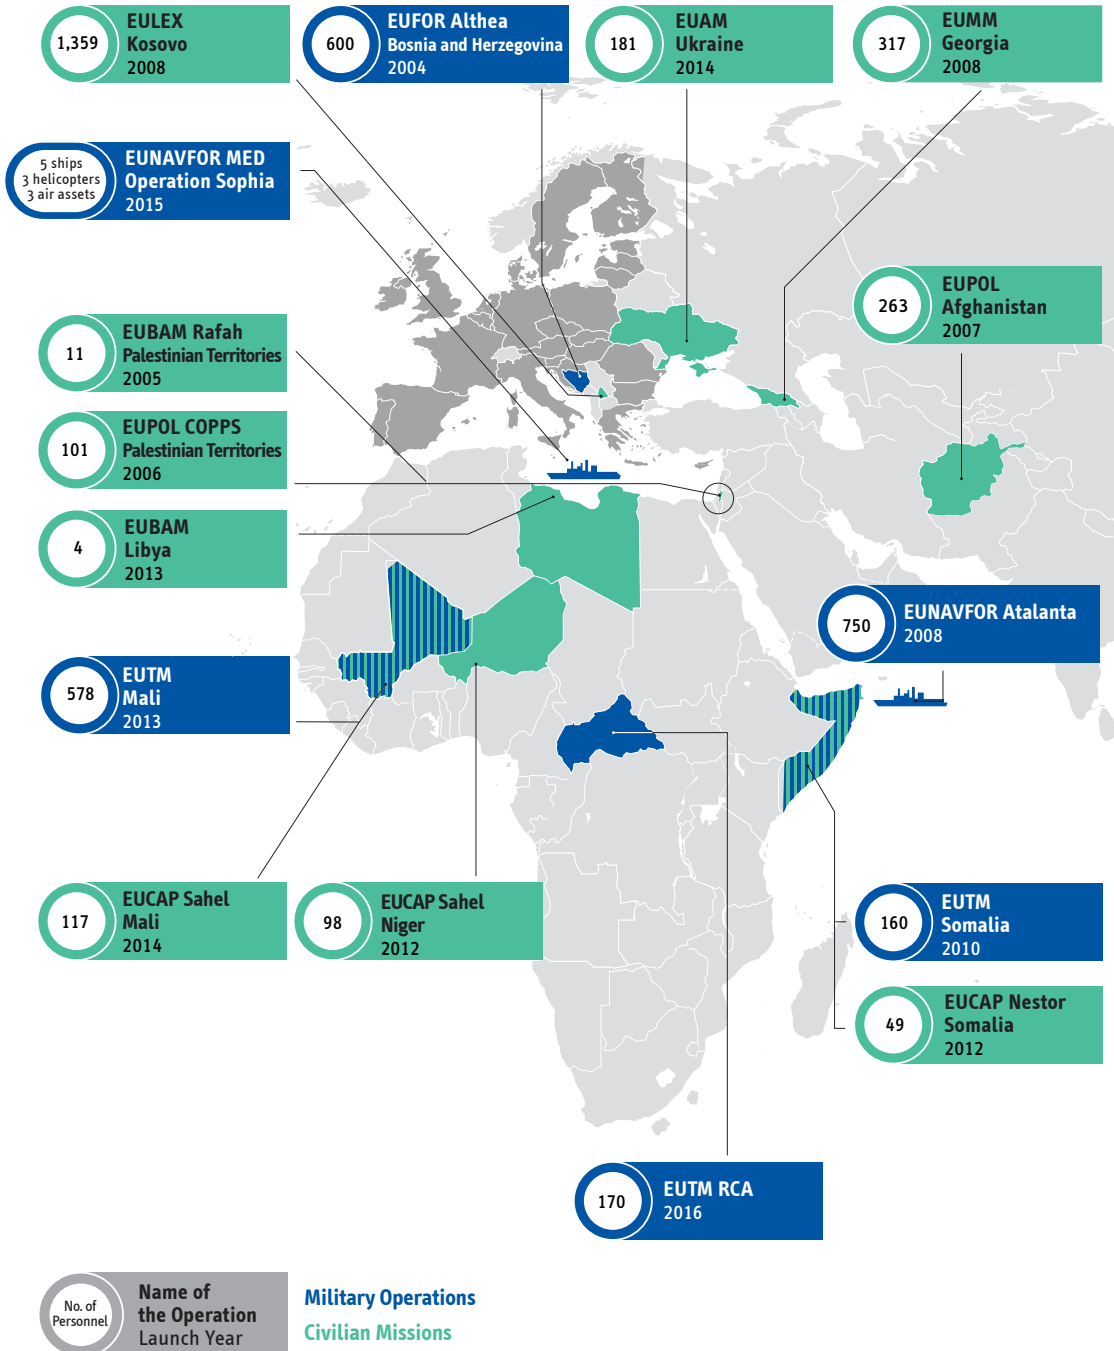 1,359
EULEX
Kosovo
2008
600
EUFOR Althea
Bosnia and Herzegovina
2004
181
EUAM
Ukraine
2014
317
EUMM
Georgia
2008
5 ships
3 helicopters
3 air assets
EUNAVFOR MED
Operation Sophia
2015
263
EUPOL
Afghanistan
2007
11
EUBAM Rafah
Palestinian Territories
2005
101
EUPOL COPPS
Palestinian Territories
2006
4
EUBAM
Libya
2013
750
EUNAVFOR Atalanta
2008
578
EUTM
Mali
2013
117
EUCAP Sahel
Mali
2014
98
EUCAP Sahel
Niger
2012
160
EUTM
Somalia
2010
49
EUCAP Nestor
Somalia
2012
170
EUTM RCA
2016
No. of
Personnel
Name of
the Operation
Launch Year
Military Operations
Civilian Missions